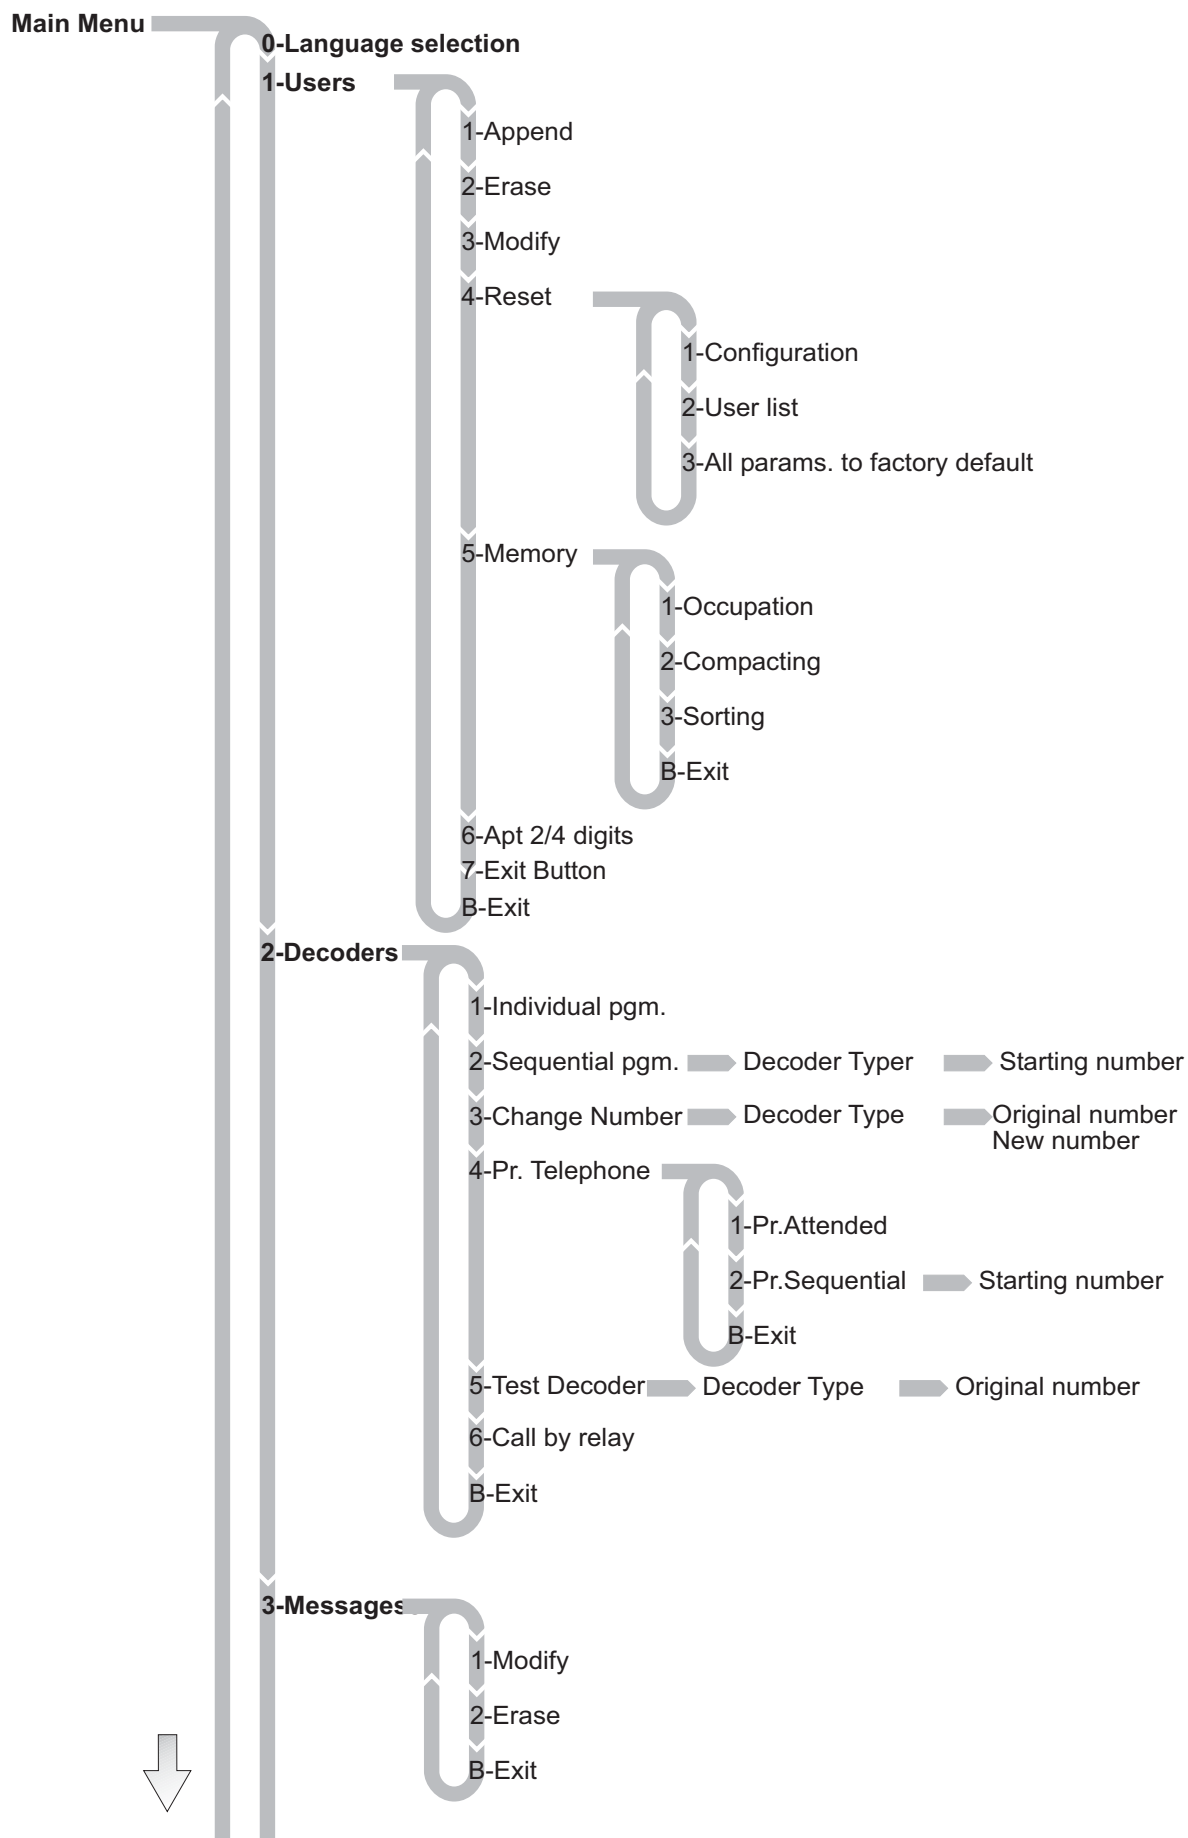 Main Menu
0-Language selection
1-Users
1-Append
2-Erase
3-Modify
4-Reset
1-Configuration
2-User list
3-All params. to factory default
5-Memory
1-Occupation
2-Compacting
3-Sorting
B-Exit
6-Apt 2/4 digits
7-Exit Button
B-Exit
2-Decoders
1-Individual pgm.
2-Sequential pgm. Decoder Typer Starting number
3-Change Number Decoder Type Original number
New number
4-Pr. Telephone
1-Pr.Attended
2-Pr.Sequential Starting number
B-Exit
5-Test Decoder Decoder Type Original number
6-Call by relay
B-Exit
3-Messages
1-Modify
2-Erase
B-Exit